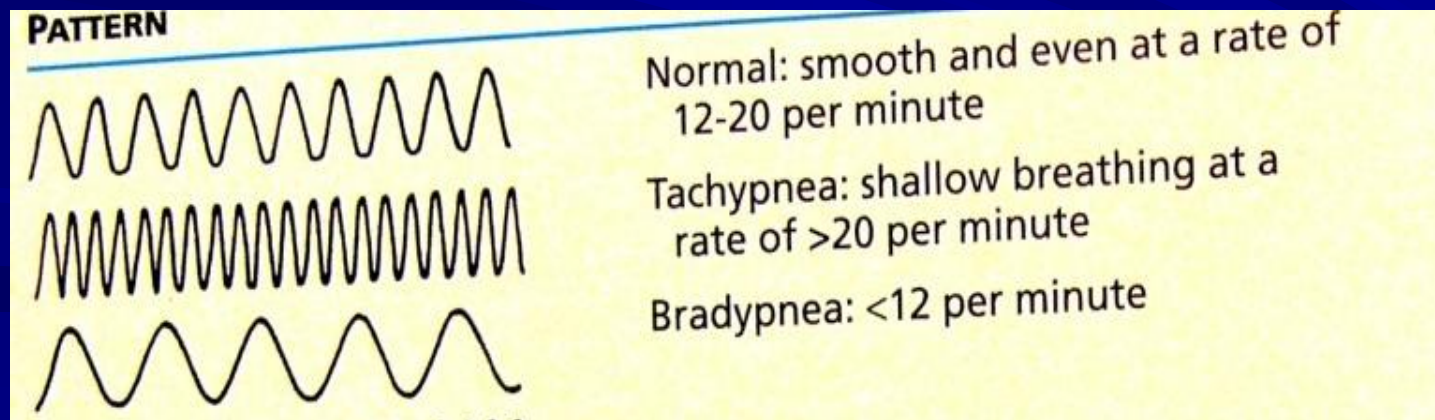 PATTERN
Normal: smooth and even at a rate of
12-20 per minute
Tachypnea: shallow breathing at a
rate of >20 per minute
Bradypnea: <12 per minute